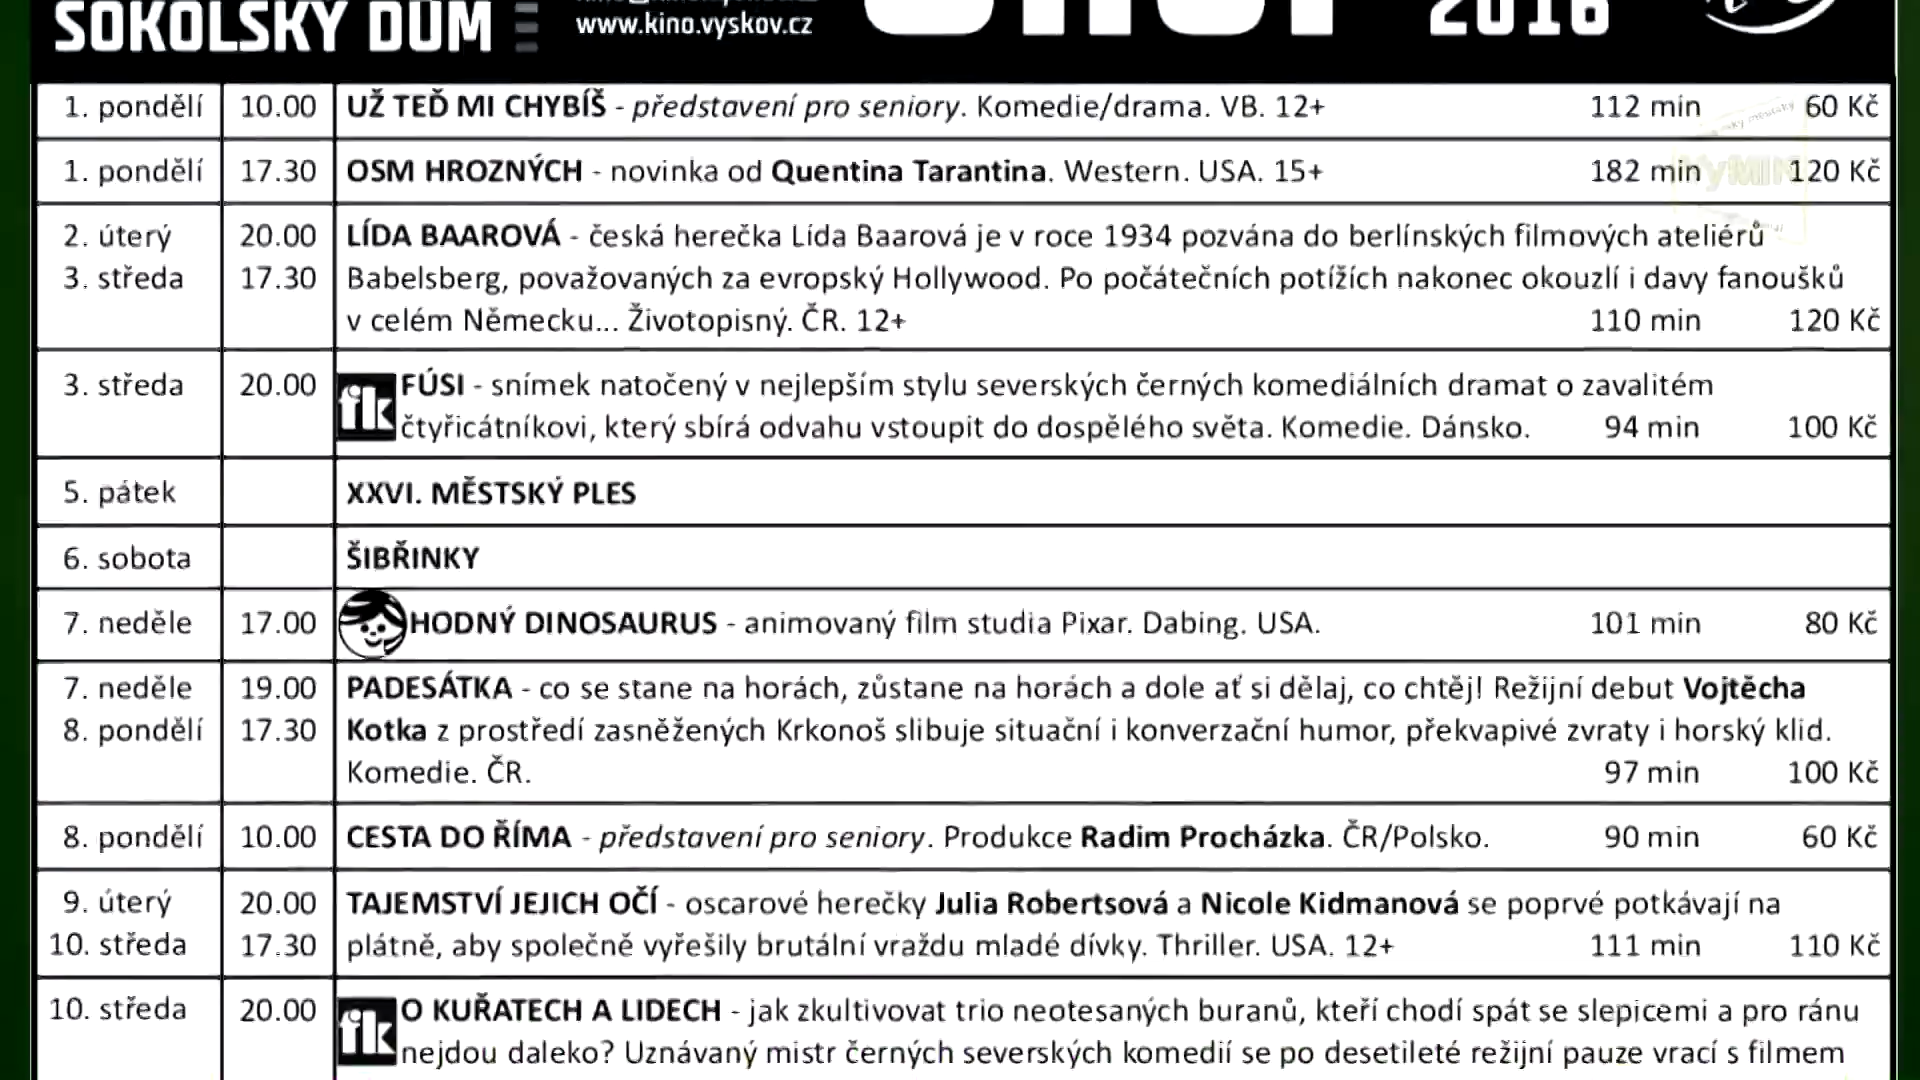 SOKOLSKÝ DŮM
www.kino.vyskov.cz
2016
1. pondělí 10.00 UŽ TEĎ MI CHYBÍŠ - představení pro seniory. Komedie/drama. VB. 12+ 112 min 60 Kč
1. pondělí 17.30 OSM HROZNÝCH - novinka od Quentina Tarantina. Western. USA. 15+ 182 min 120 Kč
2. úterý 20.00 LÍDA BAAROVÁ - česká herečka Lída Baarová je v roce 1934 pozvána do berlínských filmových ateliérů
3. středa 17.30 Babelsberg, považovaných za evropský Hollywood. Po počátečních potížích nakonec okouzlí i davy fanoušků
v celém Německu... Životopisný. ČR. 12+ 110 min 120 Kč
3. středa 20.00 fk FÚSI - snímek natočený v nejlepším stylu severských černých komediálních dramat o zavalitém
čtyřicátníkovi, který sbírá odvahu vstoupit do dospělého světa. Komedie. Dánsko. 94 min 100 Kč
5. pátek XXVI. MĚSTSKÝ PLES
6. sobota ŠIBŘINKY
7. neděle 17.00 HODNÝ DINOSAURUS - animovaný film studia Pixar. Dabing. USA. 101 min 80 Kč
7. neděle 19.00 PADESÁTKA - co se stane na horách, zůstane na horách a dole ať si dělaj, co chtěj! Režijní debut Vojtěcha
8. pondělí 17.30 Kotka z prostředí zasněžených Krkonoš slibuje situační i konverzační humor, překvapivé zvraty i horský klid.
Komedie. ČR. 97 min 100 Kč
8. pondělí 10.00 CESTA DO ŘÍMA - představení pro seniory. Produkce Radim Procházka. ČR/Polsko. 90 min 60 Kč
9. úterý 20.00 TAJEMSTVÍ JEJICH OČÍ - oscarové herečky Julia Robertsová a Nicole Kidmanová se poprvé potkávají na
10. středa 17.30 plátně, aby společně vyřešily brutální vraždu mladé dívky. Thriller. USA. 12+ 111 min 110 Kč
10. středa 20.00 fk O KUŘATECH A LIDECH - jak zkultivovat trio neotesaných buranů, kteří chodí spát se slepicemi a pro ránu
nejdou daleko? Uznávaný mistr černých severských komedií se po desetileté režijní pauze vrací s filmem